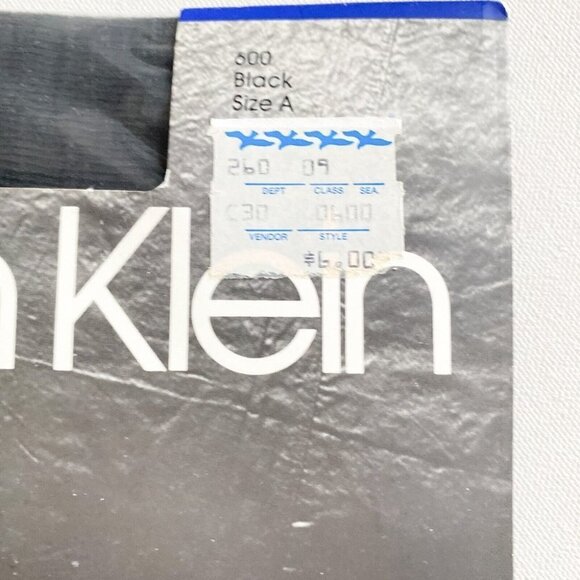 600
Black
Size A
260 09
DEPT CLASS SEA.
C30 0600
VENDOR STYLE
$6.00
n Klein